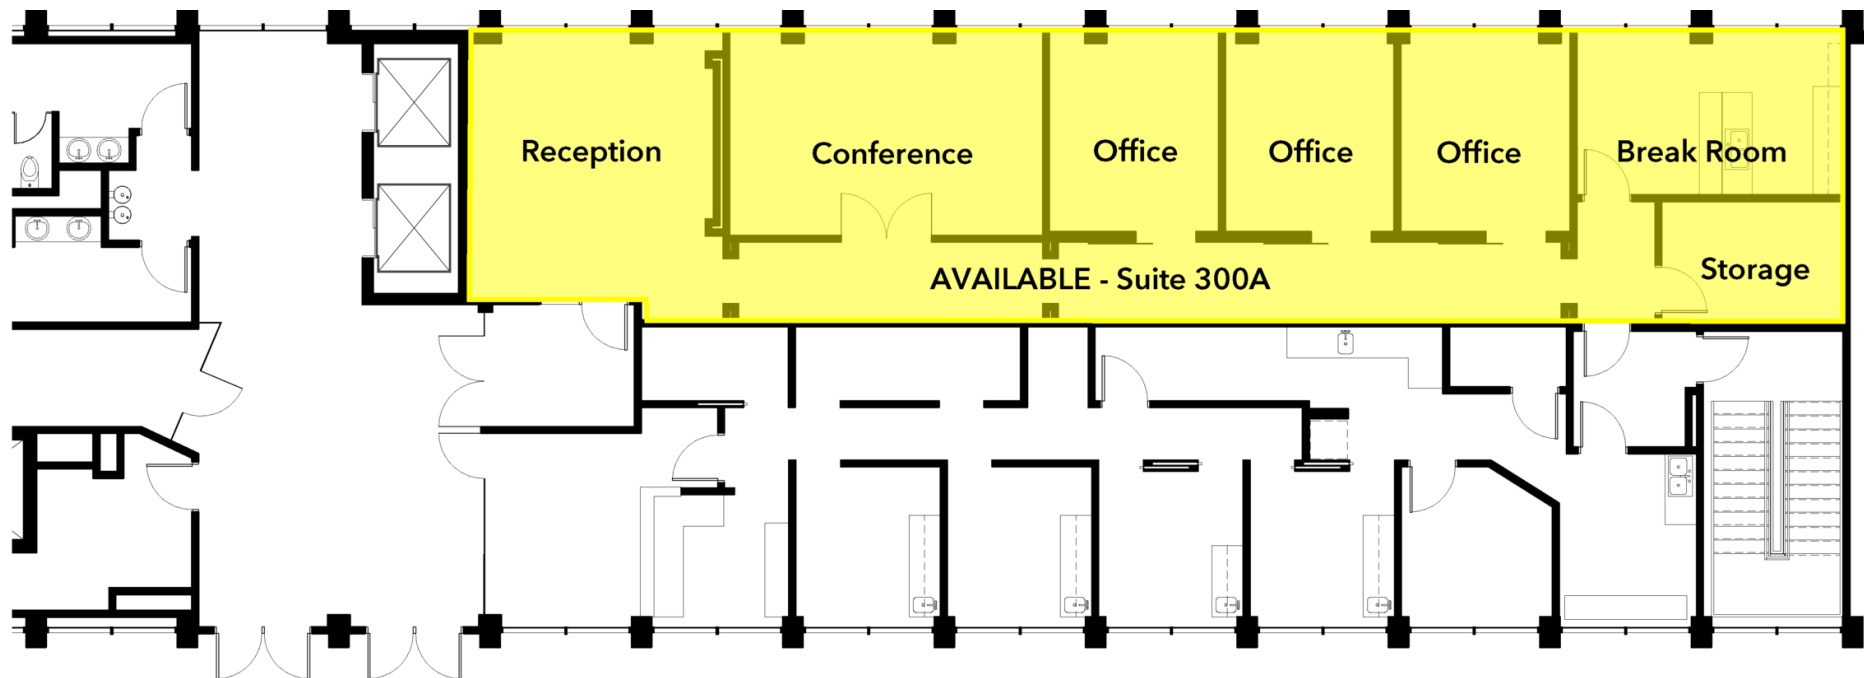 Reception
Conference
Office
Office
Office
Break Room
AVAILABLE - Suite 300A
Storage